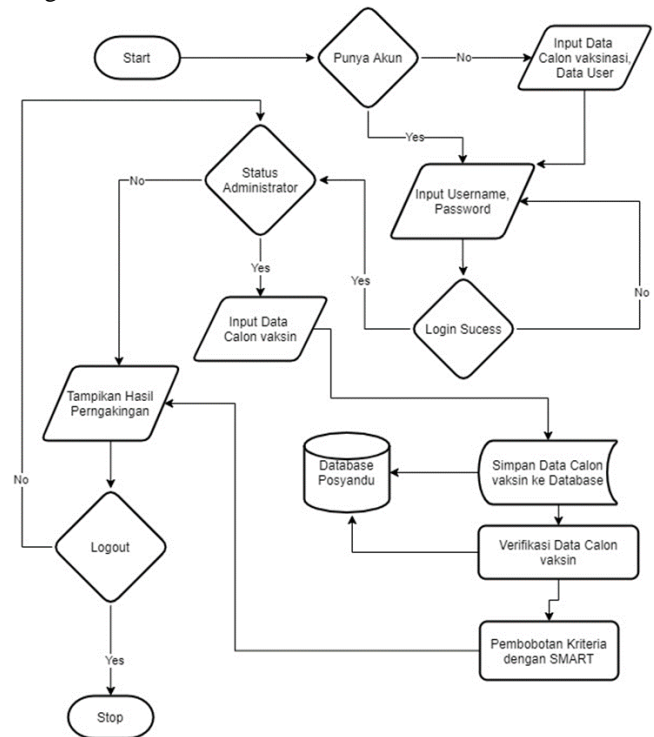 Start
Punya Akun
No
Input Data
Calon vaksinasi,
Data User
Yes
Status
Administrator
No
Input Username,
Password
Yes
Yes
No
Input Data
Calon vaksin
Login Sucess
Tampikan Hasil
Perngakingan
Database
Posyandu
Simpan Data Calon
vaksin ke Database
No
Logout
Verifikasi Data Calon
vaksin
Pembobotan Kriteria
dengan SMART
Yes
Stop